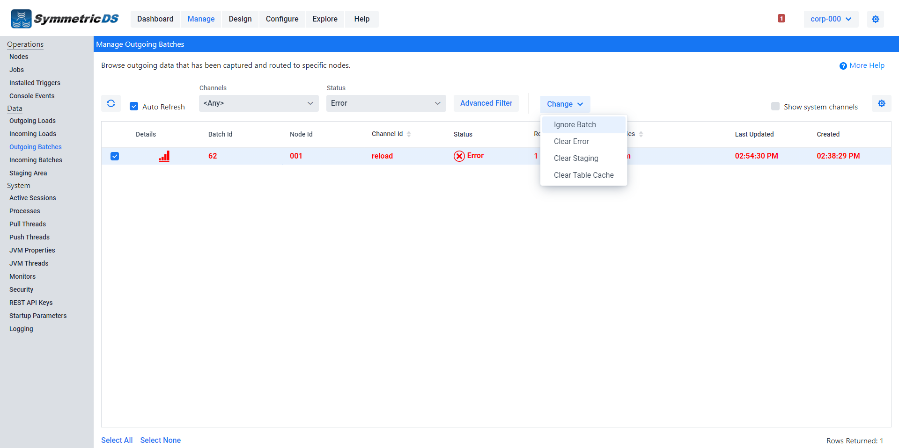 SymmetricDS Dashboard Manage Design Configure Explore Help ! corp-000
Operations
Nodes
Jobs
Installed Triggers
Console Events
Data
Outgoing Loads
Incoming Loads
Outgoing Batches
Incoming Batches
Staging Area
System
Active Sessions
Processes
Pull Threads
Push Threads
JVM Properties
JVM Threads
Monitors
Security
REST API Keys
Startup Parameters
Logging
Manage Outgoing Batches
Browse outgoing data that has been captured and routed to specific nodes. ? More Help
Channels Status
Auto Refresh <Any> Error Advanced Filter Change Show system channels
Ignore Batch
Clear Error
Clear Staging
Clear Table Cache
Details Batch Id Node Id Channel Id Status Last Updated Created
62 001 reload Error 1 02:54:30 PM 02:38:29 PM
Select All Select None Rows Returned: 1